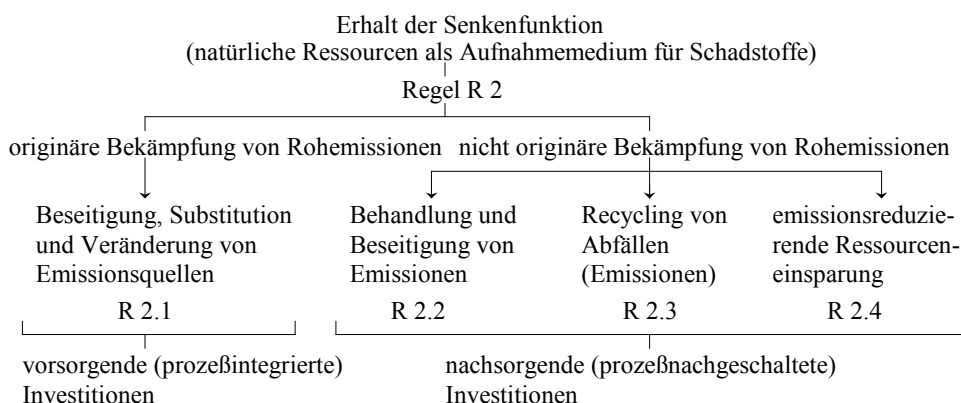 Erhalt der Senkenfunktion
(natürliche Ressourcen als Aufnahmemedium für Schadstoffe)
Regel R 2
originäre Bekämpfung von Rohemissionen nicht originäre Bekämpfung von Rohemissionen
Beseitigung, Substitution
und Veränderung von
Emissionsquellen
Behandlung und
Beseitigung von
Emissionen
Recycling von
Abfällen
(Emissionen)
emissionsreduzie-
rende Ressourcen-
einsparung
R 2.1 R 2.2 R 2.3 R 2.4
vorsorgende (prozeßintegrierte)
Investitionen
nachsorgende (prozeßnachgeschaltete)
Investitionen